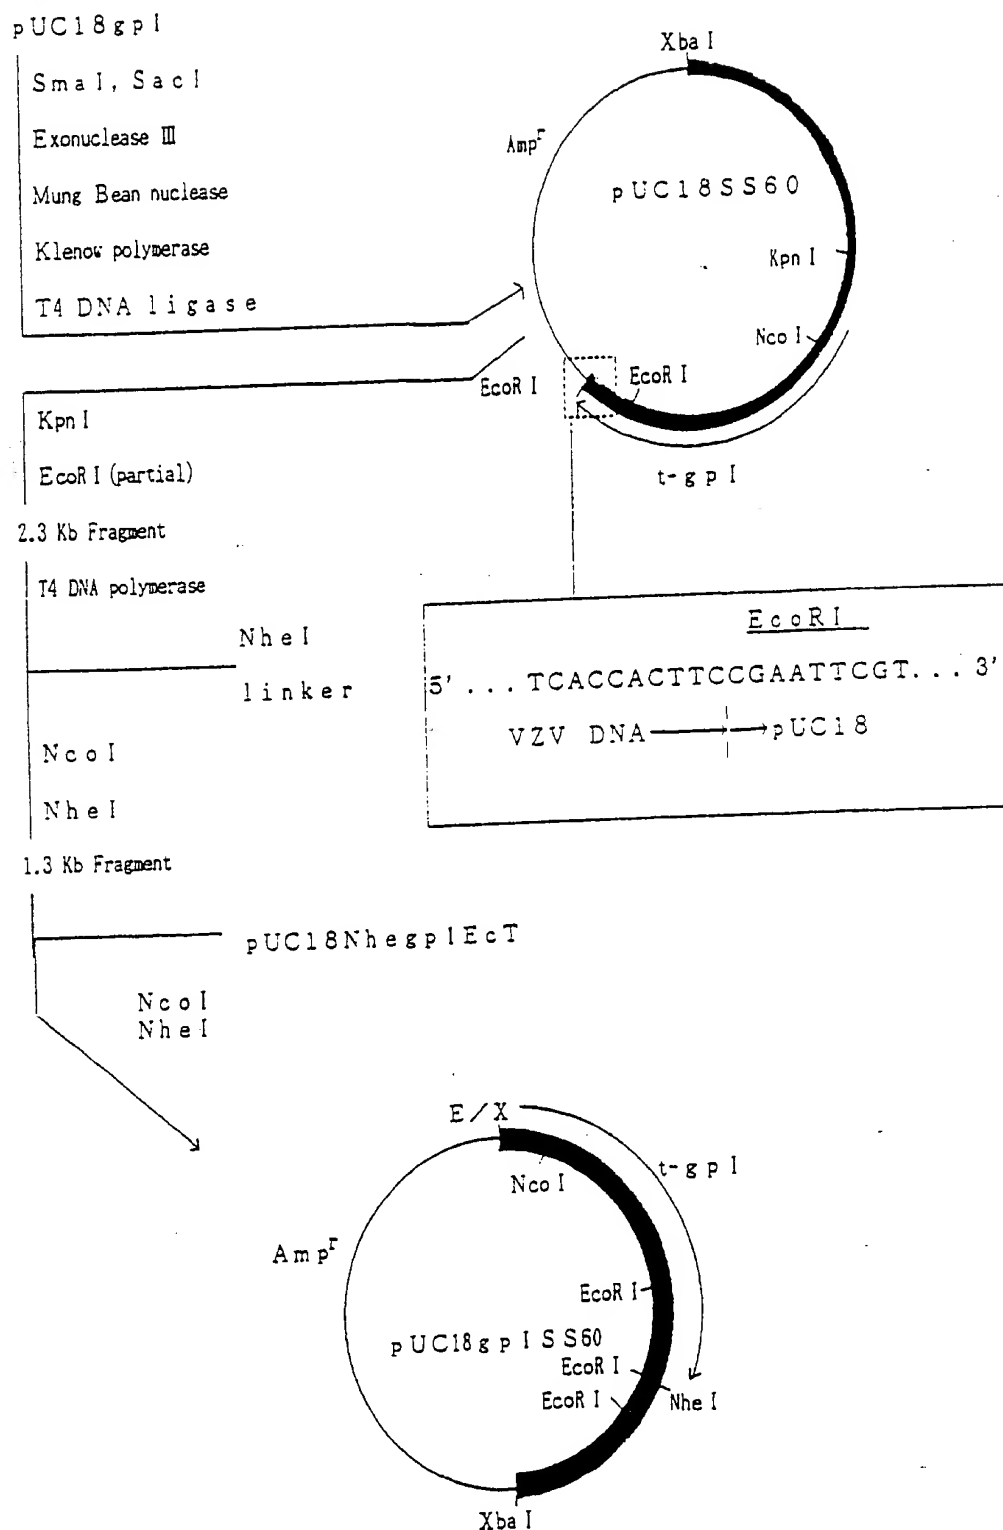 pUC18gpI
SmaI, SacI
Exonuclease III
Mung Bean nuclease
Klenow polymerase
T4 DNA ligase
XbaI
Amp^r
pUC18SS60
KpnI
NcoI
EcoRI
EcoRI
t-gpI
KpnI
EcoRI (partial)
2.3 Kb Fragment
T4 DNA polymerase
NheI
linker
NcoI
NheI
1.3 Kb Fragment
EcoRI
5' ... TCACCACTTCCGAATTCGT... 3'
VZV DNA pUC18
pUC18NhegpIEcT
NcoI
NheI
E/X
t-gpI
NcoI
Amp^r
EcoRI
pUC18gpISS60
EcoRI
EcoRI
NheI
XbaI